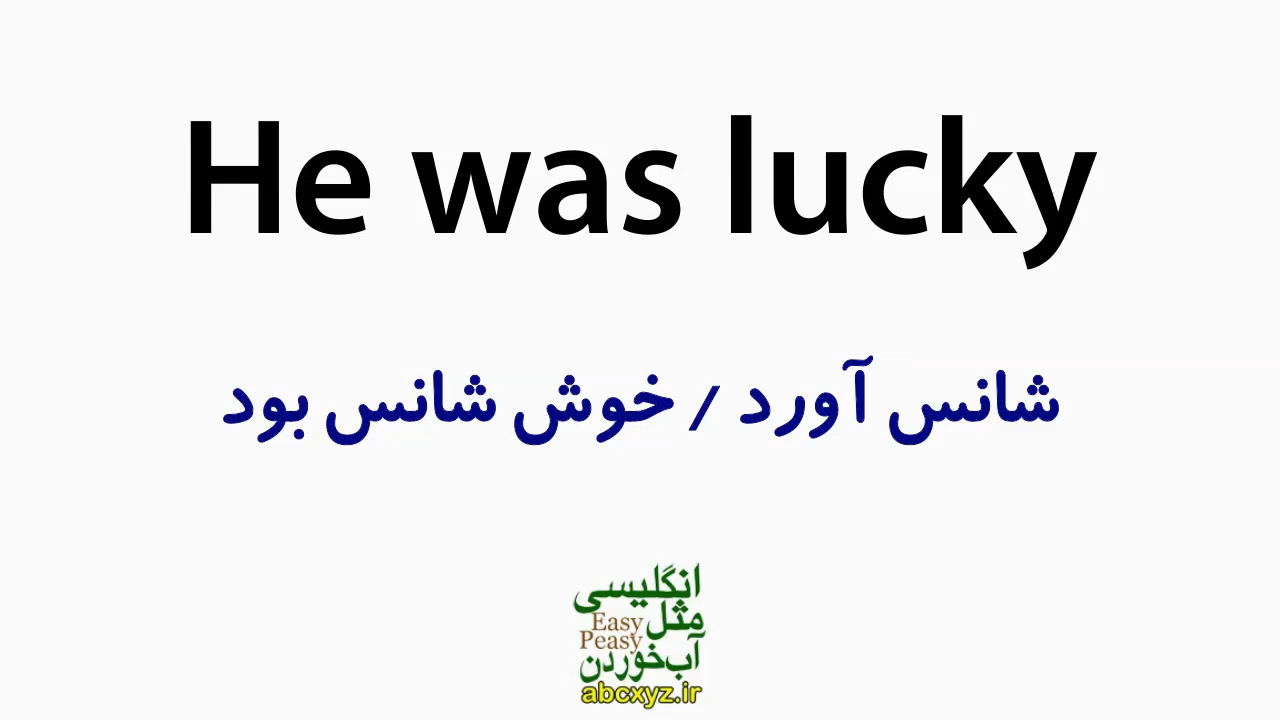 He was lucky
شانس آورد / خوش شانس بود
انگلیسی
مثل
Easy
Peasy
آب‌خوردن
abcxyz.ir